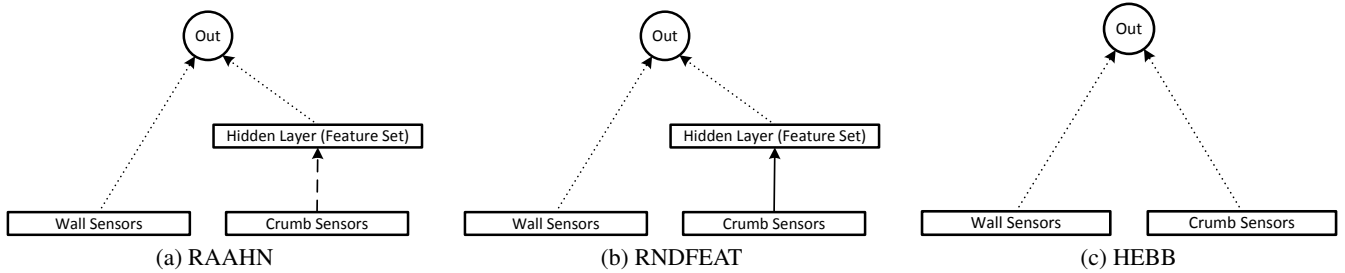 Out
Hidden Layer (Feature Set)
Wall Sensors
Crumb Sensors
(a) RAAHN
Out
Hidden Layer (Feature Set)
Wall Sensors
Crumb Sensors
(b) RNDFEAT
Out
Wall Sensors
Crumb Sensors
(c) HEBB